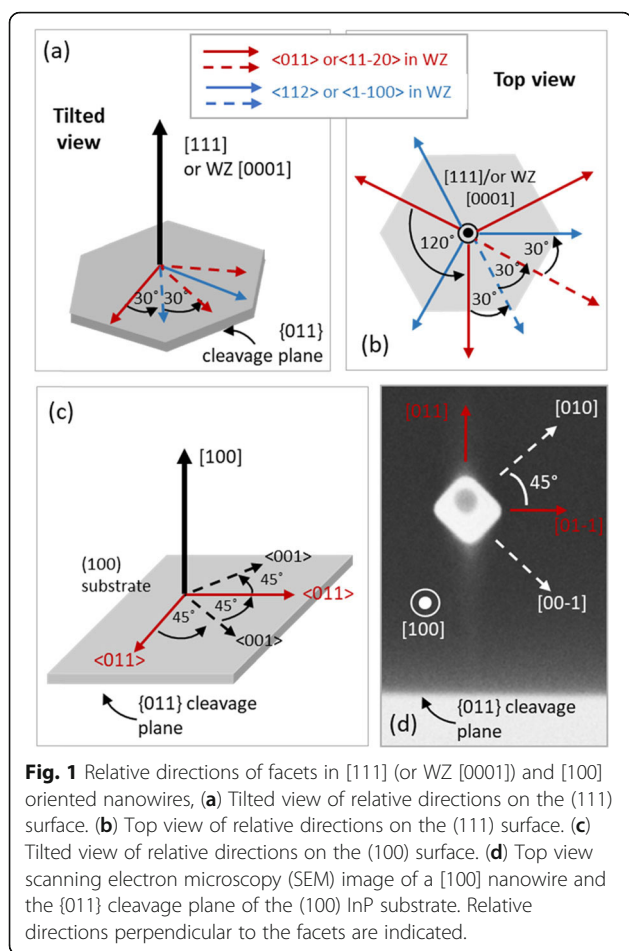 (a)
<011> or<11-20> in WZ
<112> or <1-100> in WZ
Tilted
view
Top view
[111]
or WZ [0001]
30˚
30˚
{011}
cleavage plane
[111]/or WZ
[0001]
120˚
30˚
30˚
30˚
(b)
(c)
[100]
(100)
substrate
<001>
45˚
<011>
45˚
45˚
<001>
<011>
{011} cleavage
plane
[011]
[010]
45˚
[01-1]
[00-1]
[100]
{011} cleavage
plane
(d)
Fig. 1 Relative directions of facets in [111] (or WZ [0001]) and [100]
oriented nanowires, (a) Tilted view of relative directions on the (111)
surface. (b) Top view of relative directions on the (111) surface. (c)
Tilted view of relative directions on the (100) surface. (d) Top view
scanning electron microscopy (SEM) image of a [100] nanowire and
the {011} cleavage plane of the (100) InP substrate. Relative
directions perpendicular to the facets are indicated.